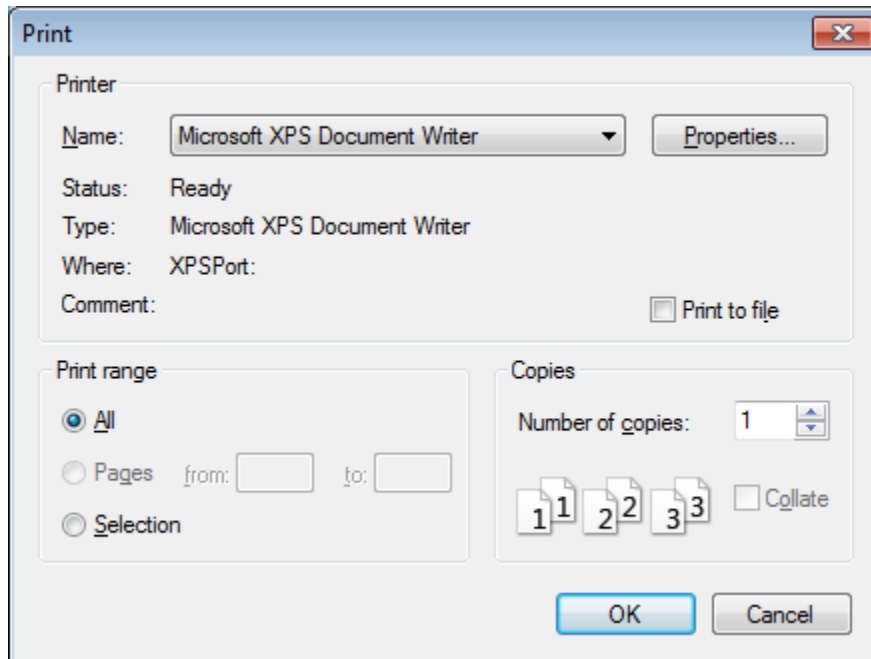 Print
Printer
Name: Microsoft XPS Document Writer Properties...
Status: Ready
Type: Microsoft XPS Document Writer
Where: XPSPort:
Comment:
Print to file
Print range
All
Pages from: to:
Selection
Copies
Number of copies: 1
1 1 2 2 3 3 Collate
OK Cancel